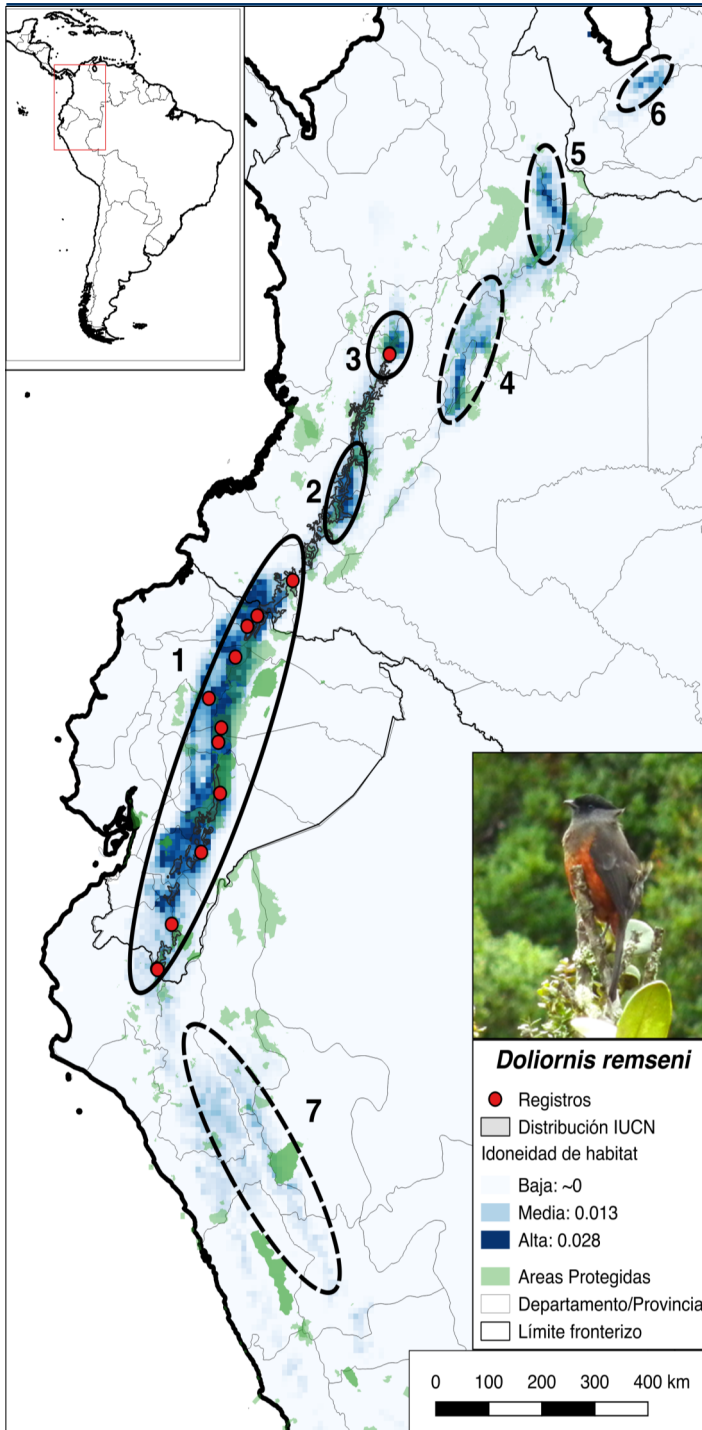 6
5
3
4
2
1
7
Doliornis remseni
Registros
Distribución IUCN
Idoneidad de habitat
Baja: ~0
Media: 0.013
Alta: 0.028
Areas Protegidas
Departamento/Provincia
Límite fronterizo
0 100 200 300 400 km